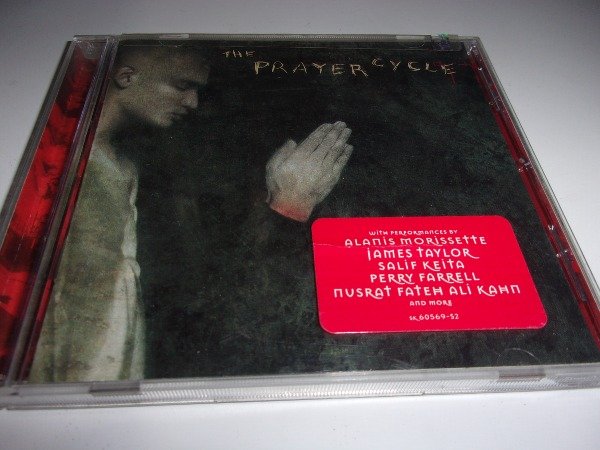 THE
PRAYER CYCLE
WITH PERFORMANCES BY
ALANIS MORISSETTE
JAMES TAYLOR
SALIF KEITA
PERRY FARRELL
NUSRAT FATEH ALI KAHN
AND MORE
SK 60569-S2